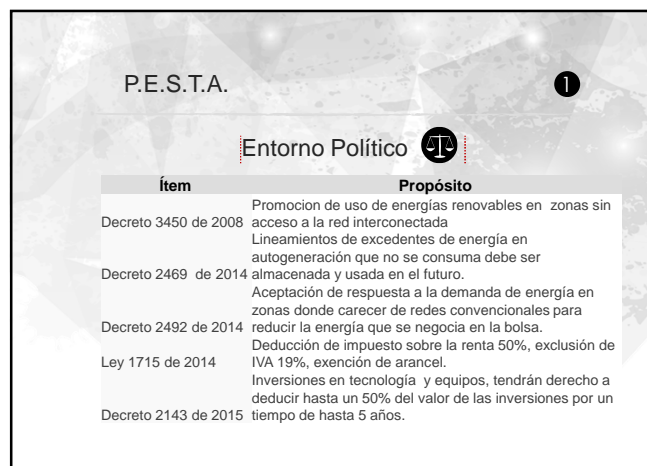 P.E.S.T.A.
1
Entorno Político
Ítem Propósito
Promocion de uso de energías renovables en zonas sin
Decreto 3450 de 2008 acceso a la red interconectada
Lineamientos de excedentes de energía en
autogeneración que no se consuma debe ser
Decreto 2469 de 2014 almacenada y usada en el futuro.
Aceptación de respuesta a la demanda de energía en
zonas donde carecer de redes convencionales para
Decreto 2492 de 2014 reducir la energía que se negocia en la bolsa.
Deducción de impuesto sobre la renta 50%, exclusión de
Ley 1715 de 2014 IVA 19%, exención de arancel.
Inversiones en tecnología y equipos, tendrán derecho a
deducir hasta un 50% del valor de las inversiones por un
Decreto 2143 de 2015 tiempo de hasta 5 años.